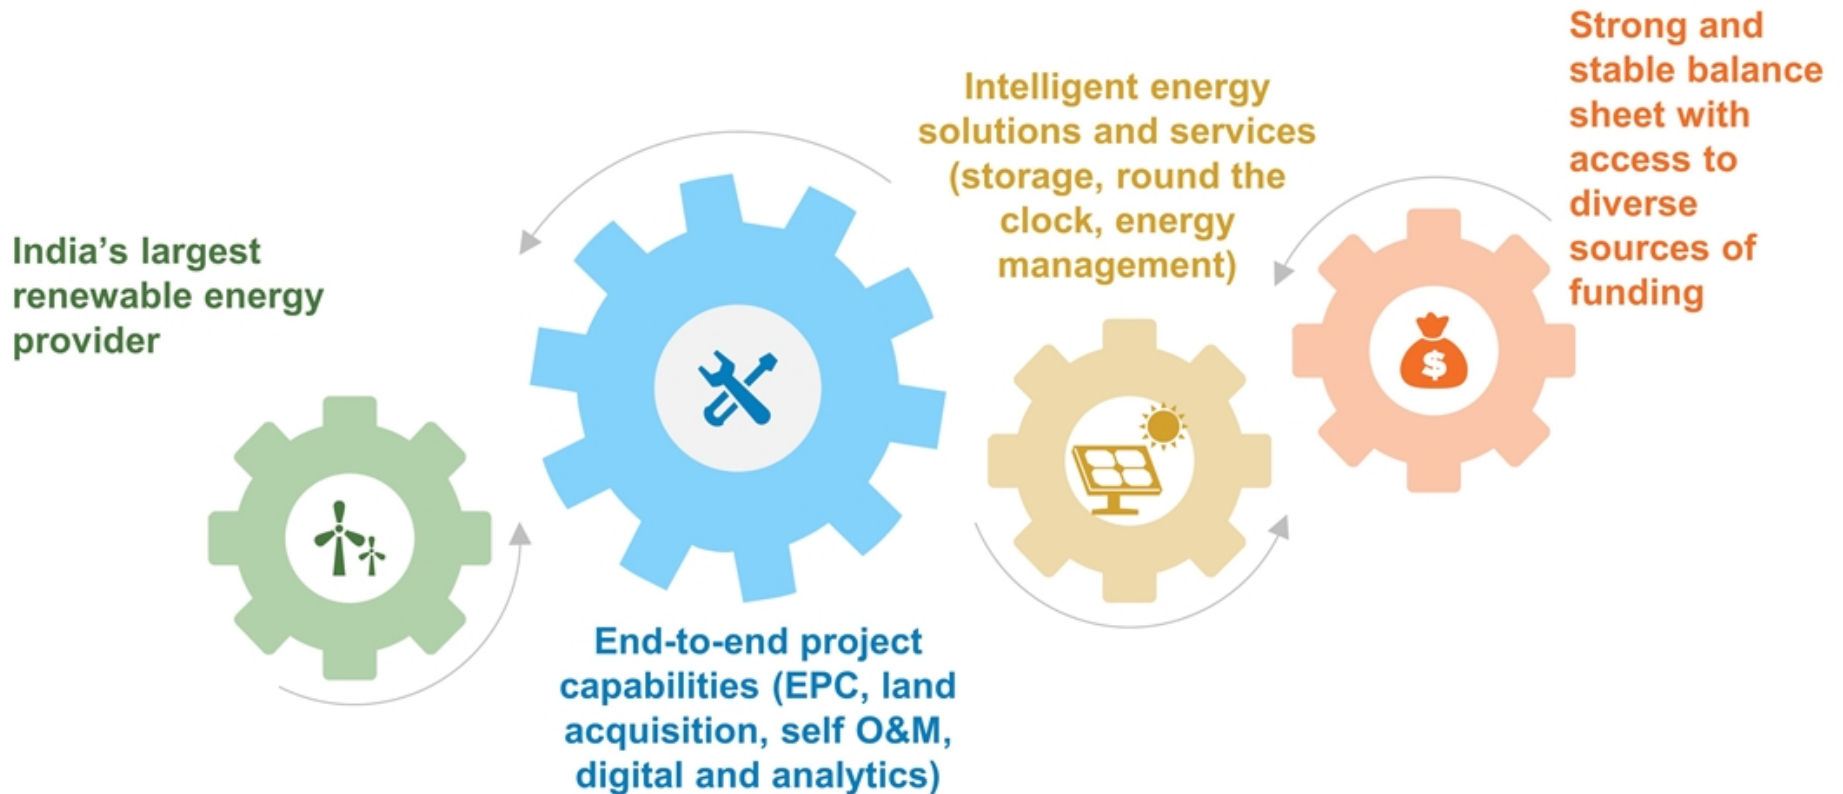 India’s largest
renewable energy
provider
End-to-end project
capabilities (EPC, land
acquisition, self O&M,
digital and analytics)
Intelligent energy
solutions and services
(storage, round the
clock, energy
management)
Strong and
stable balance
sheet with
access to
diverse
sources of
funding
$